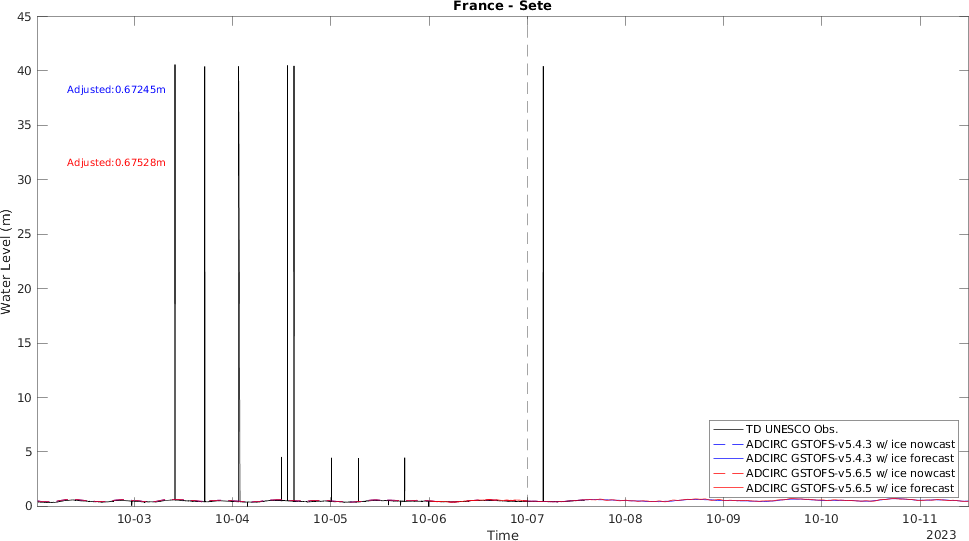 France - Sete
45
40
35
30
25
20
15
10
5
0
Water Level (m)
Adjusted:0.67245m
Adjusted:0.67528m
TD UNESCO Obs.
ADCIRC GSTOFS-v5.4.3 w/ ice nowcast
ADCIRC GSTOFS-v5.4.3 w/ ice forecast
ADCIRC GSTOFS-v5.6.5 w/ ice nowcast
ADCIRC GSTOFS-v5.6.5 w/ ice forecast
10-03 10-04 10-05 10-06 10-07 10-08 10-09 10-10 10-11
Time
2023